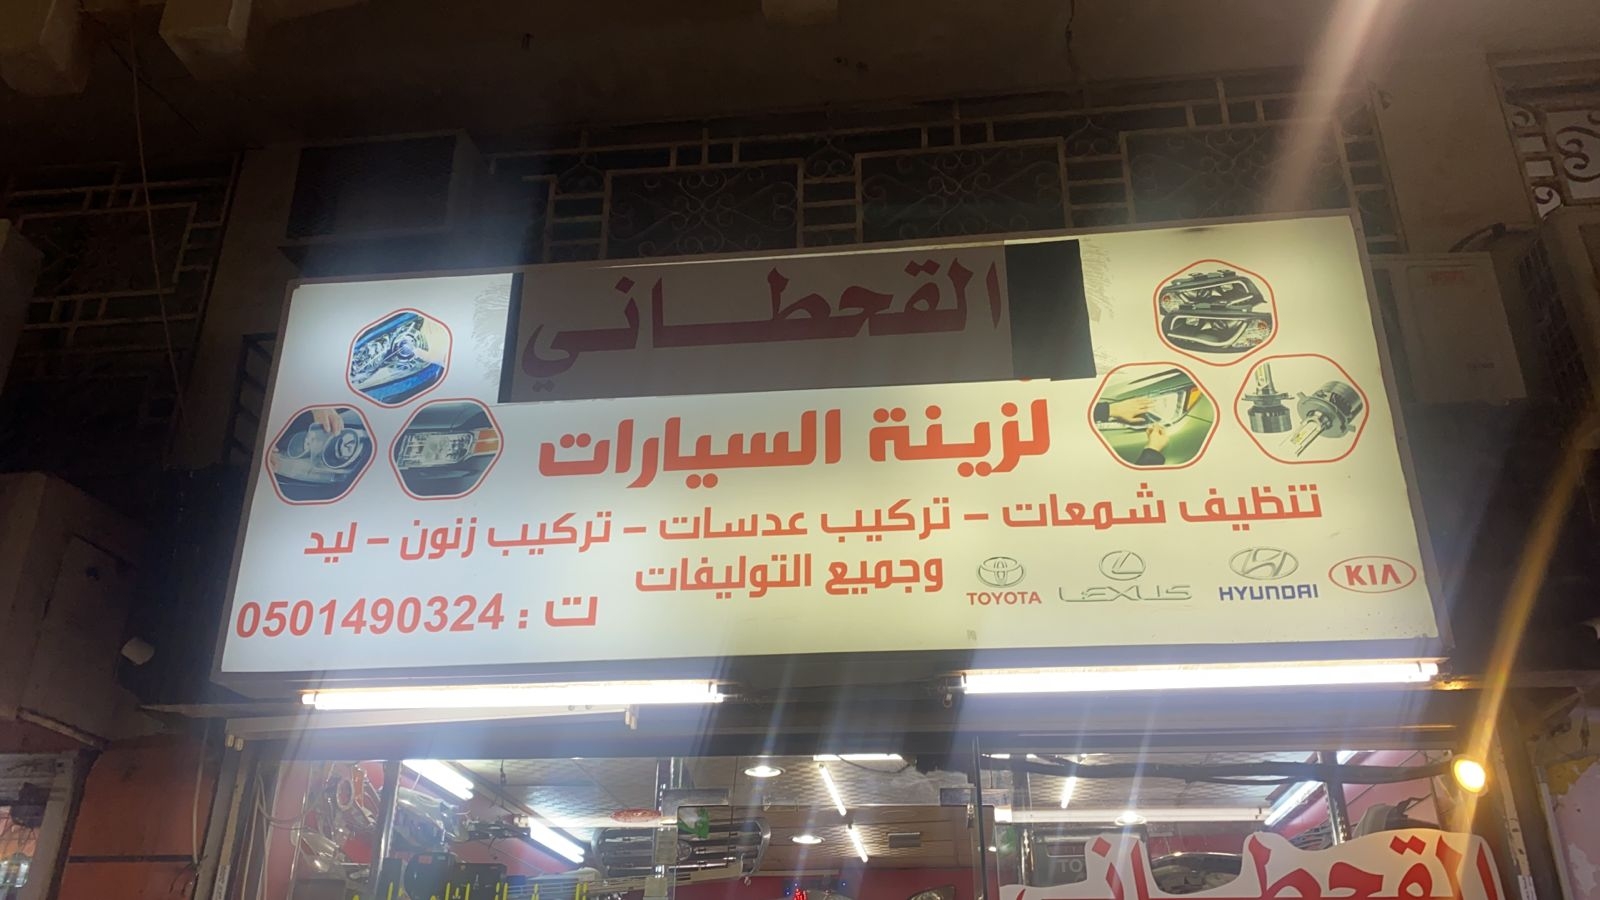 القحطاني
لزينة السيارات
تنظيف شمعات - تركيب عدسات - تركيب زنون - ليد
وجميع التوليفات
ت : 0501490324
TOYOTA
LEXUS
HYUNDAI
KIA
القحطاني